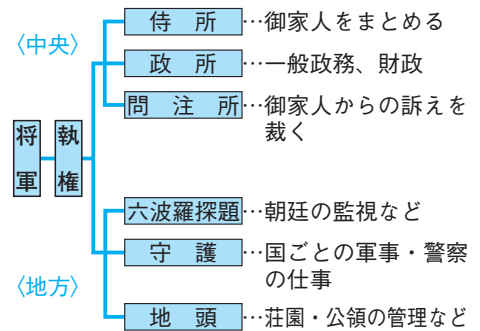 〈中央〉
侍所…御家人をまとめる
政所…一般政務、財政
問注所…御家人からの訴えを
裁く
将軍
執権
六波羅探題…朝廷の監視など
守護…国ごとの軍事・警察
の仕事
〈地方〉
地頭…荘園・公領の管理など